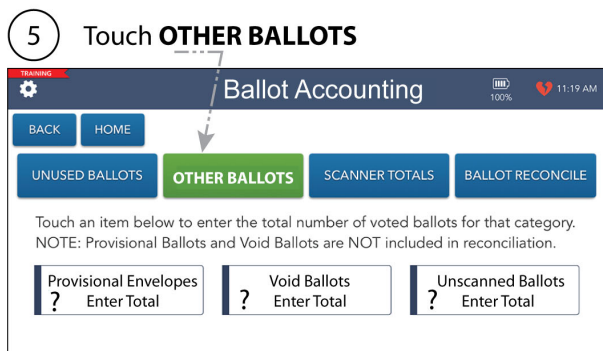 5 Touch OTHER BALLOTS
TRAINING
Ballot Accounting
100%
11:19 AM
BACK HOME
UNUSED BALLOTS OTHER BALLOTS SCANNER TOTALS BALLOT RECONCILE
Touch an item below to enter the total number of voted ballots for that category.
NOTE: Provisional Ballots and Void Ballots are NOT included in reconciliation.
Provisional Envelopes
? Enter Total
Void Ballots
? Enter Total
Unscanned Ballots
? Enter Total